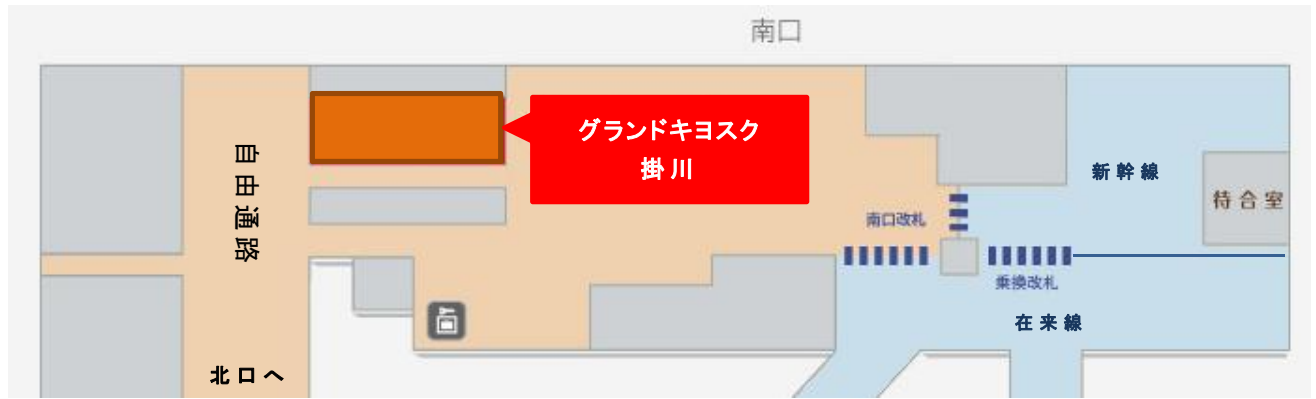 南口
グランドキヨスク
掛川
自由通路
新幹線
待合室
南口改札
乗換改札
在来線
北口へ